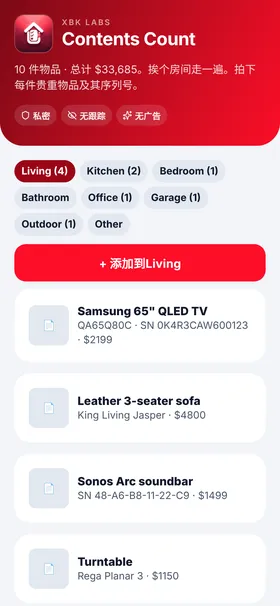 XBK LABS
Contents Count
10 件物品 · 总计 $33,685。挨个房间走一遍。拍下
每件贵重物品及其序列号。
私密
无跟踪
无广告
Living (4)
Kitchen (2)
Bedroom (1)
Bathroom
Office (1)
Garage (1)
Outdoor (1)
Other
+ 添加到Living
Samsung 65" QLED TV
QA65Q80C · SN 0K4R3CAW600123
· $2199
Leather 3-seater sofa
King Living Jasper · $4800
Sonos Arc soundbar
SN 48-A6-B8-11-22-C9 · $1499
Turntable
Rega Planar 3 · $1150